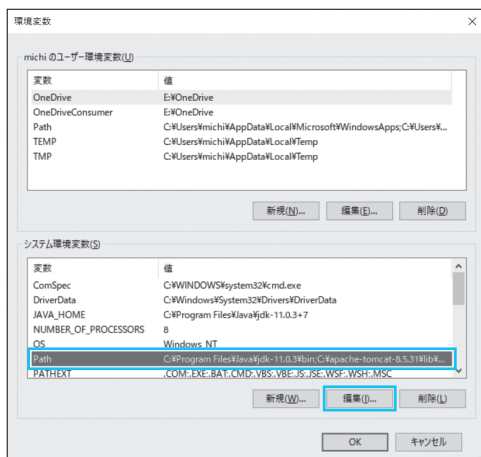 環境変数
michi のユーザー環境変数(U)
変数 値
OneDrive E:¥OneDrive
OneDriveConsumer E:¥OneDrive
Path C:¥Users¥michi¥AppData¥Local¥Microsoft¥WindowsApps;C:¥Users¥...
TEMP C:¥Users¥michi¥AppData¥Local¥Temp
TMP C:¥Users¥michi¥AppData¥Local¥Temp
新規(N)... 編集(E)... 削除(D)
システム環境変数(S)
変数 値
ComSpec C:¥WINDOWS¥system32¥cmd.exe
DriverData C:¥Windows¥System32¥Drivers¥DriverData
JAVA_HOME C:¥Program Files¥Java¥jdk-11.0.3+7
NUMBER_OF_PROCESSORS 8
OS Windows_NT
Path C:¥Program Files¥Java¥jdk-11.0.3¥bin;C:¥apache-tomcat-8.5.31¥lib¥...
PATHEXT .COM;.EXE;.BAT;.CMD;.VBS;.VBE;.JS;.JSE;.WSF;.WSH;.MSC
新規(W)... 編集(I)... 削除(L)
OK キャンセル